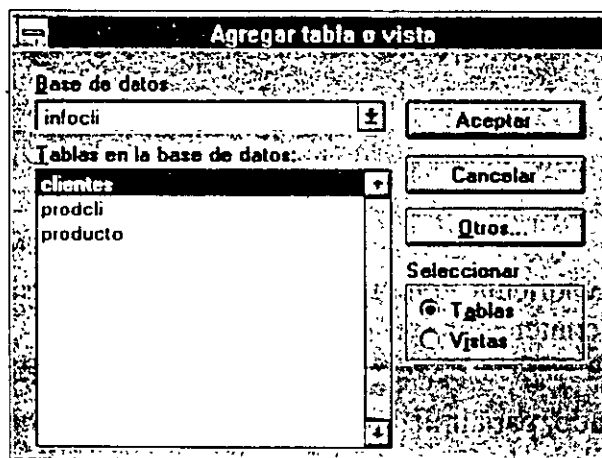 Agregar tabla o vista
Base de datos
infocli
Tablas en la base de datos:
clientes
prodcli
producto
Aceptar
Cancelar
Otros...
Seleccionar
Tablas
Vistas